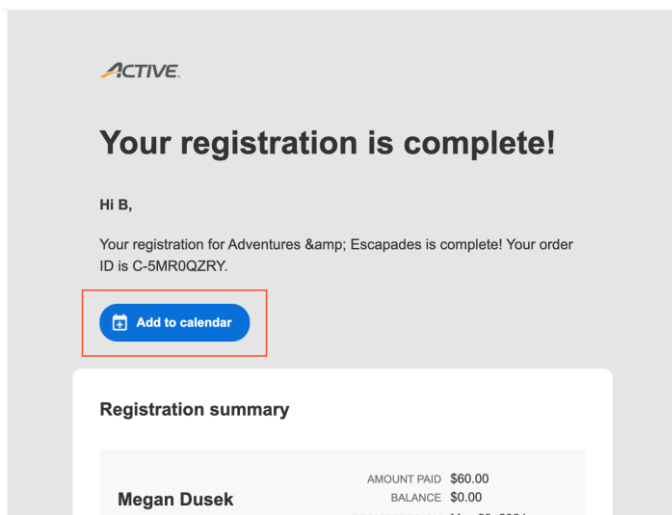 ACTIVE.
Your registration is complete!
Hi B,
Your registration for Adventures &amp; Escapades is complete! Your order
ID is C-5MR0QZRY.
Add to calendar
Registration summary
AMOUNT PAID $60.00
Megan Dusek
BALANCE $0.00